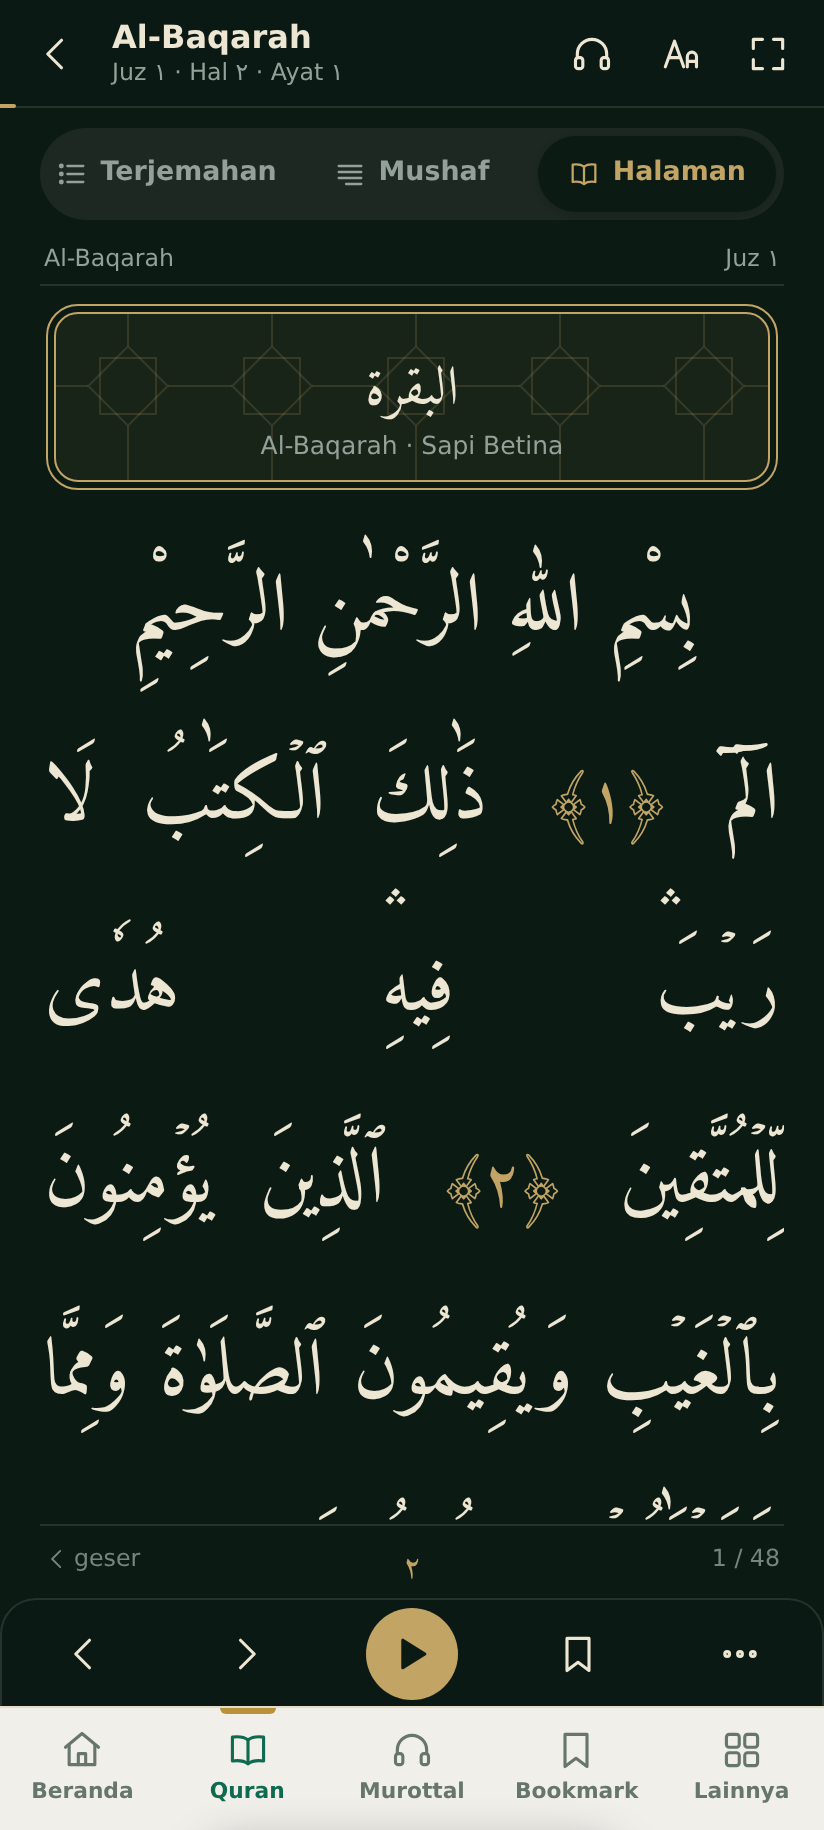 Al-Baqarah
Juz ١ · Hal ٢ · Ayat ١
Terjemahan
Mushaf
Halaman
Al-Baqarah
Juz ١
البقرة
Al-Baqarah · Sapi Betina
بِسْمِ اللّٰهِ الرَّحْمٰنِ الرَّحِيْمِ
الٓمٓ ﴿١﴾ ذَٰلِكَ ٱلۡكِتَٰبُ لَا
رَيۡبَۛ فِيهِۛ هُدٗى
لِّلۡمُتَّقِينَ ﴿٢﴾ ٱلَّذِينَ يُؤۡمِنُونَ
بِٱلۡغَيۡبِ وَيُقِيمُونَ ٱلصَّلَوٰةَ وَمِمَّا
geser
٢
1 / 48
Beranda
Quran
Murottal
Bookmark
Lainnya